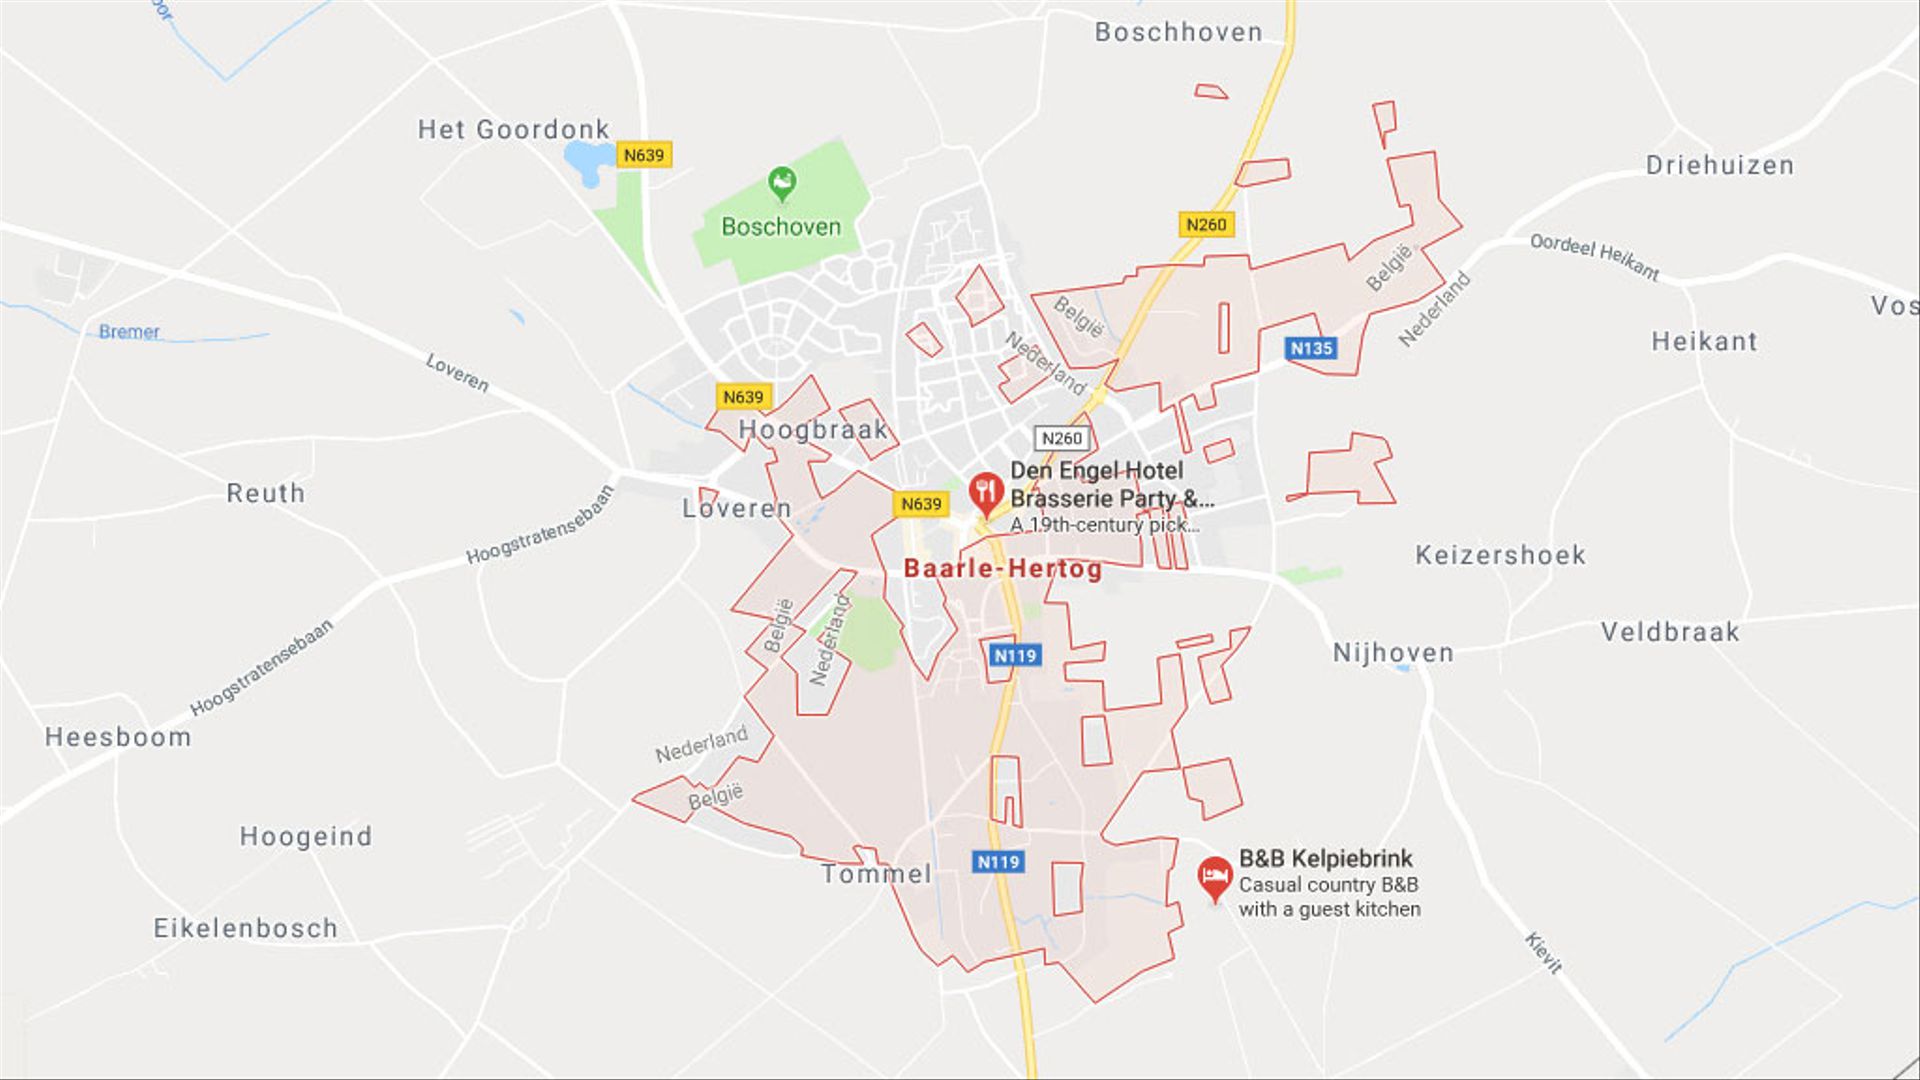 Boschhoven
Het Goordonk
N639
Driehuizen
Boschoven
N260
Oordeel Heikant
België
Nederland
België
Vos
Bremer
Nederland
N135
Heikant
Loveren
N639
Hoogbraak
N260
Den Engel Hotel
Brasserie Party &...
A 19th-century pick...
Reuth
Loveren
N639
Hoogstratensebaan
Baarle-Hertog
Keizershoek
België
Nederland
Veldbraak
Hoogstratensebaan
N119
Nijhoven
Heesboom
Nederland
België
Hoogeind
Tommel
N119
B&B Kelpiebrink
Casual country B&B
with a guest kitchen
Eikelenbosch
Kievit